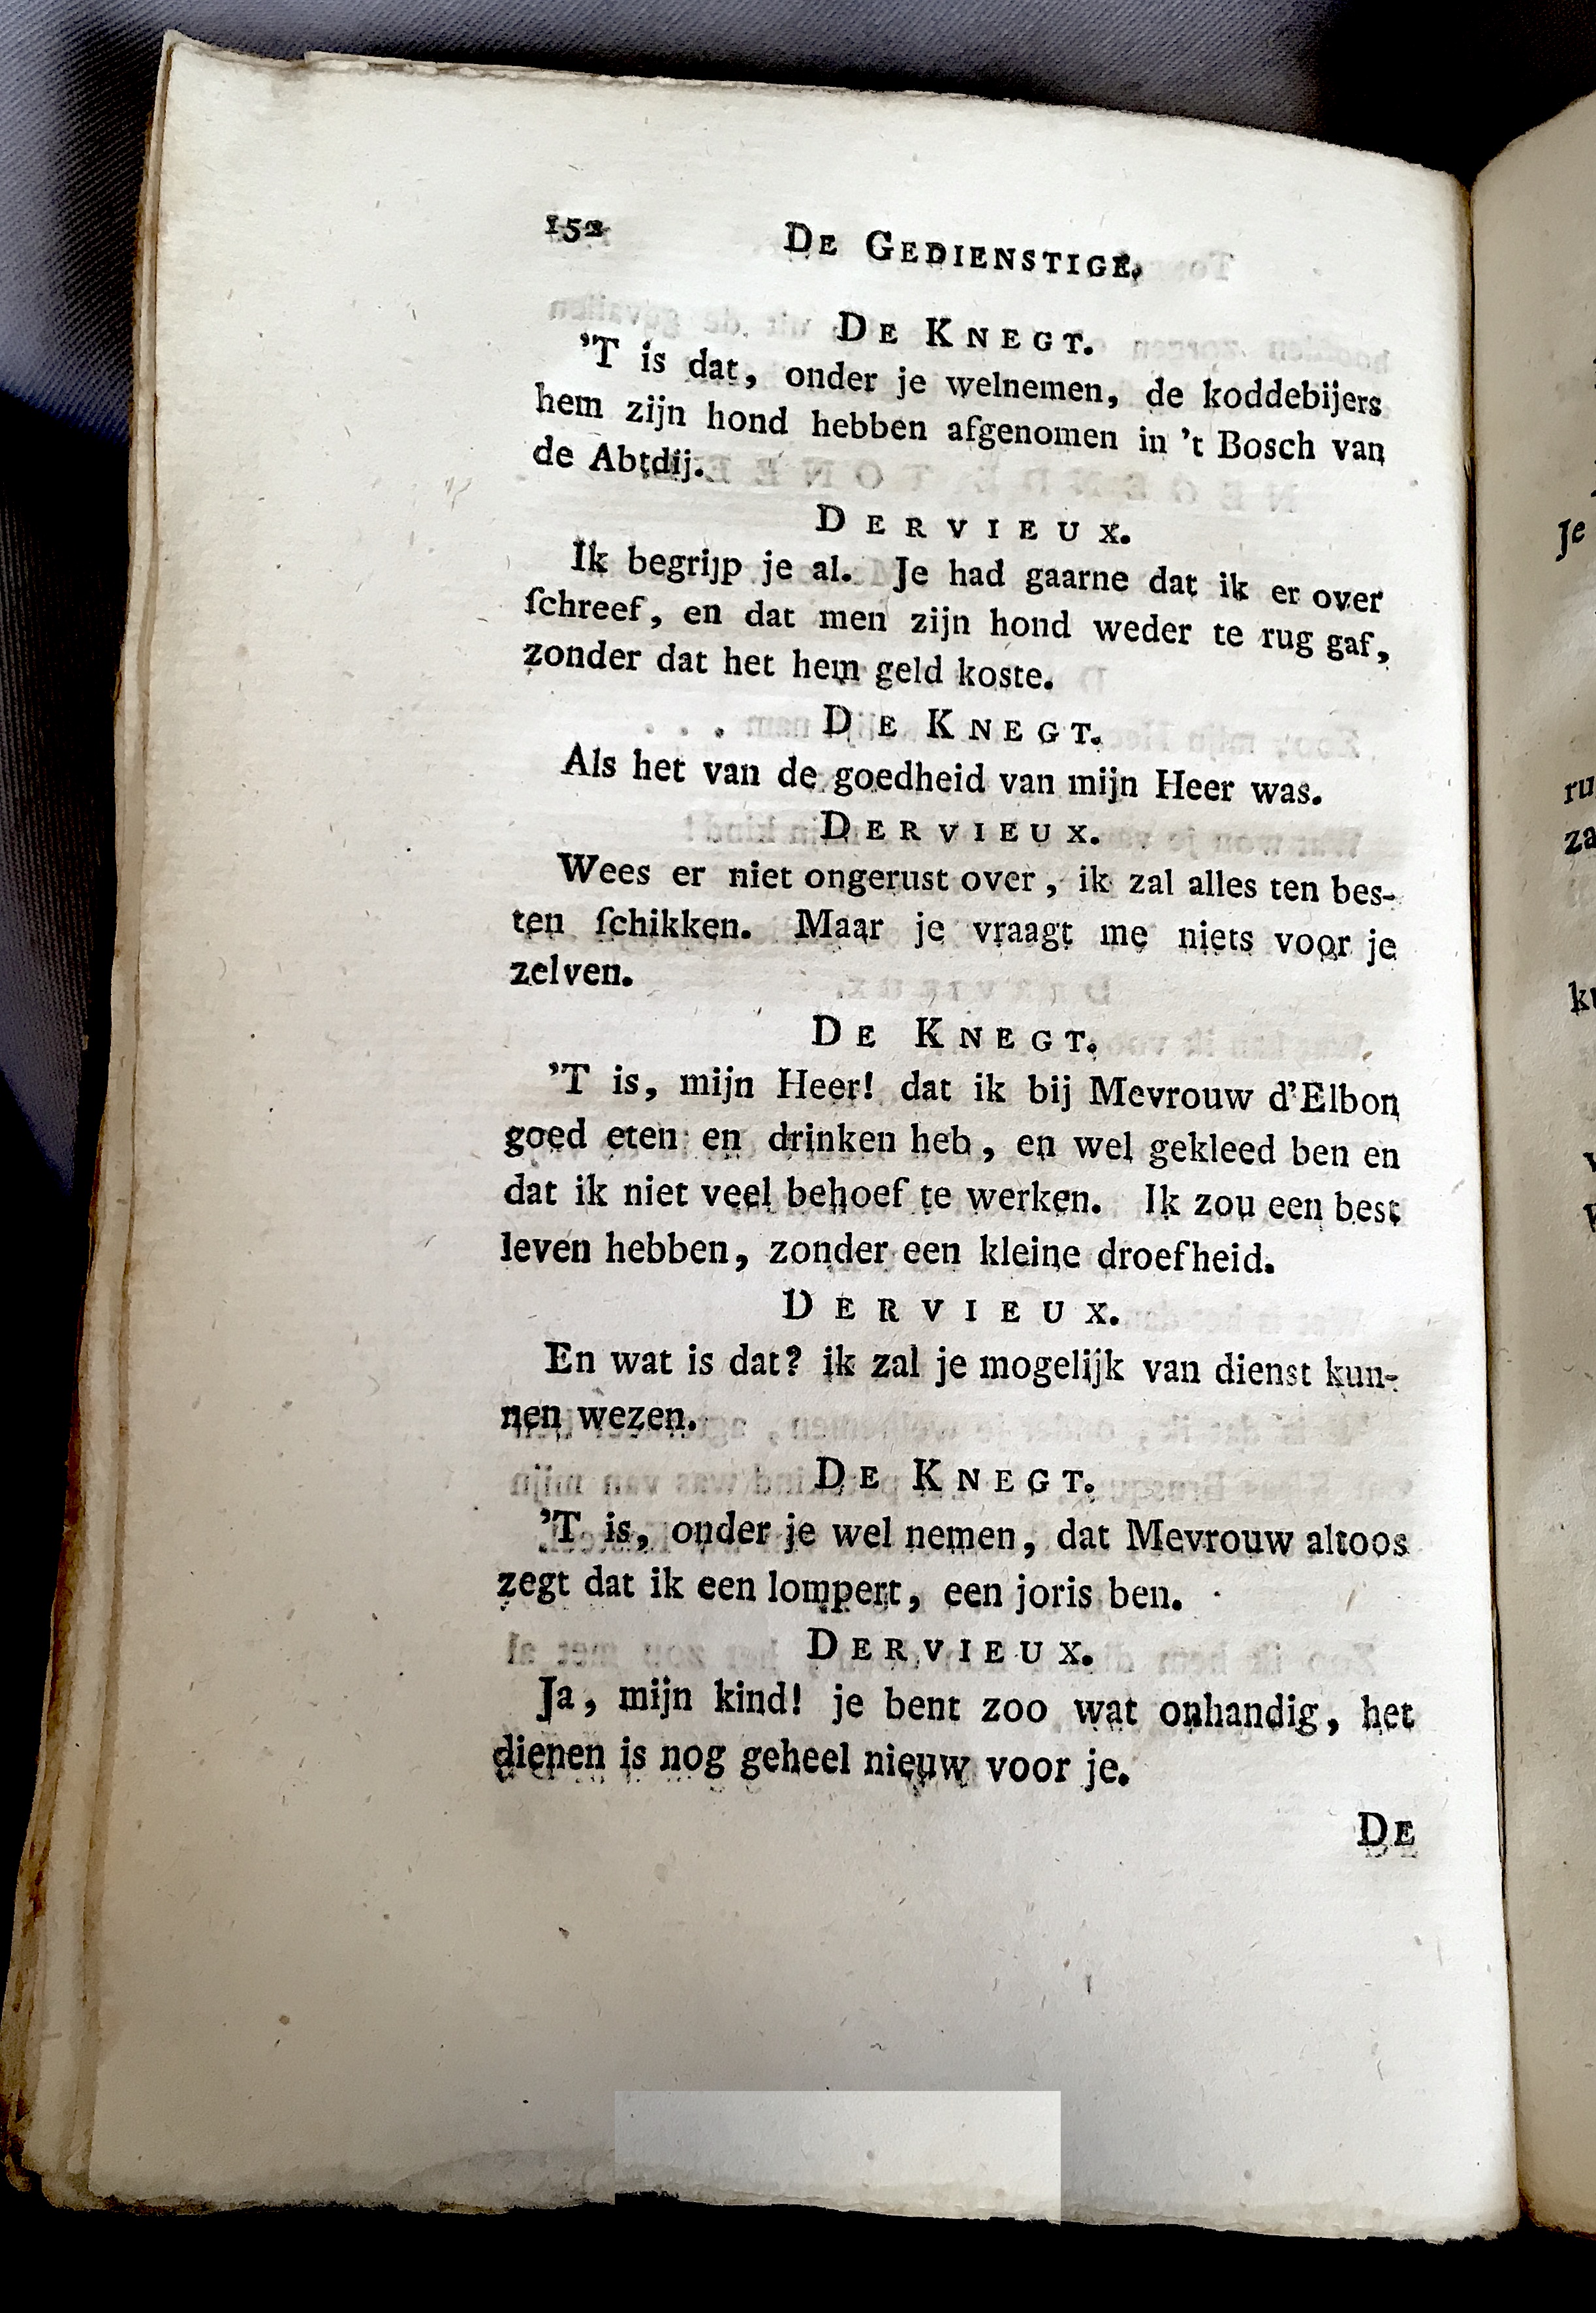 152 DE GEDIENSTIGE,
DE KNEGT.
'T is dat, onder je welnemen, de koddebijers
hem zijn hond hebben afgenomen in 't Bosch van
de Abtdij.
DERVIEUX.
Ik begrijp je al. Je had gaarne dat ik er over
ſchreef, en dat men zijn hond weder te rug gaf,
zonder dat het hem geld koste.
DE KNEGT.
Als het van de goedheid van mijn Heer was.
DERVIEUX.
Wees er niet ongerust over, ik zal alles ten bes-
ten ſchikken. Maar je vraagt me niets voor je
zelven.
DE KNEGT.
'T is, mijn Heer! dat ik bij Mevrouw d'Elbon
goed eten en drinken heb, en wel gekleed ben en
dat ik niet veel behoef te werken. Ik zou een best
leven hebben, zonder een kleine droefheid.
DERVIEUX.
En wat is dat? ik zal je mogelijk van dienst kun-
nen wezen.
DE KNEGT.
'T is, onder je wel nemen, dat Mevrouw altoos
zegt dat ik een lompert, een joris ben.
DERVIEUX.
Ja, mijn kind! je bent zoo wat onhandig, het
dienen is nog geheel nieuw voor je.
DE